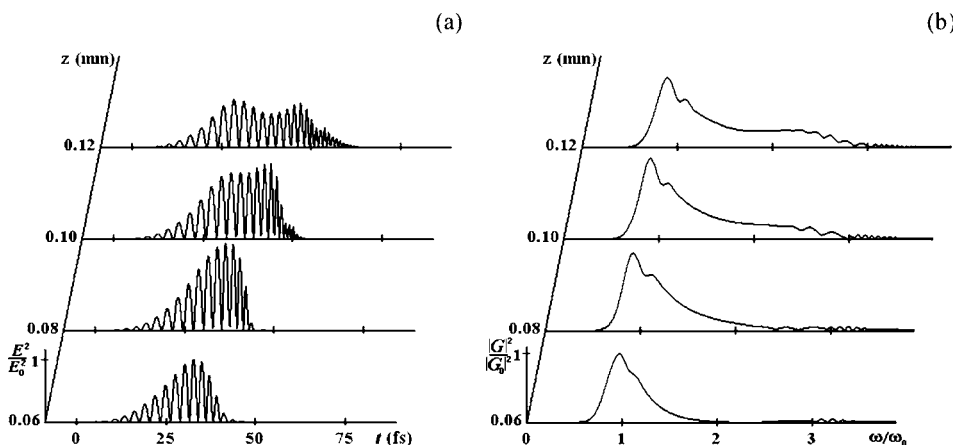 (a)
z (mm)
0.12
0.10
0.08
E²/E₀² 1
0.06
0 25 50 75 t (fs)
(b)
z (mm)
0.12
0.10
0.08
|G|²/|G₀|² 1
0.06
0 1 2 3 ω/ω₀